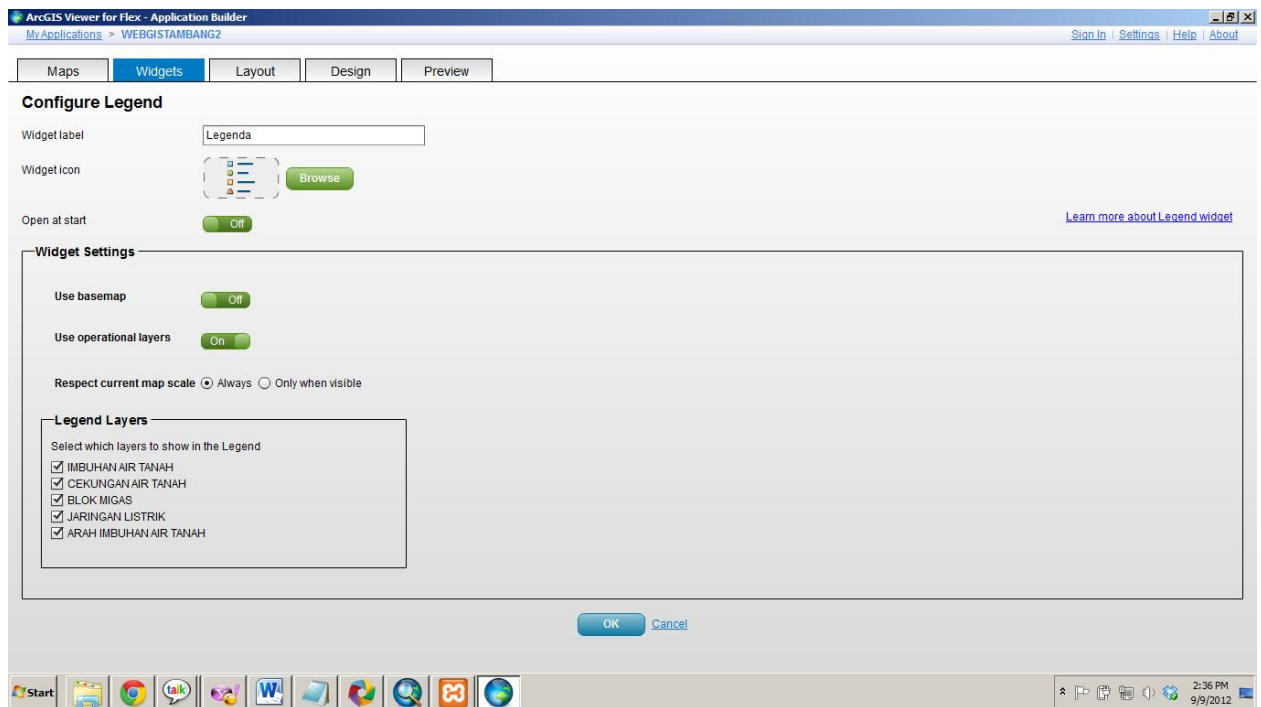 ArcGIS Viewer for Flex - Application Builder
My Applications > WEBGISTAMBANG2
Sign In | Settings | Help | About
Maps
Widgets
Layout
Design
Preview
Configure Legend
Widget label
Legenda
Widget icon
Browse
Open at start
Off
Learn more about Legend widget
Widget Settings
Use basemap
Off
Use operational layers
On
Respect current map scale Always Only when visible
Legend Layers
Select which layers to show in the Legend
IMBUHAN AIR TANAH
CEKUNGAN AIR TANAH
BLOK MIGAS
JARINGAN LISTRIK
ARAH IMBUHAN AIR TANAH
OK
Cancel
Start
talk
2:36 PM
9/9/2012